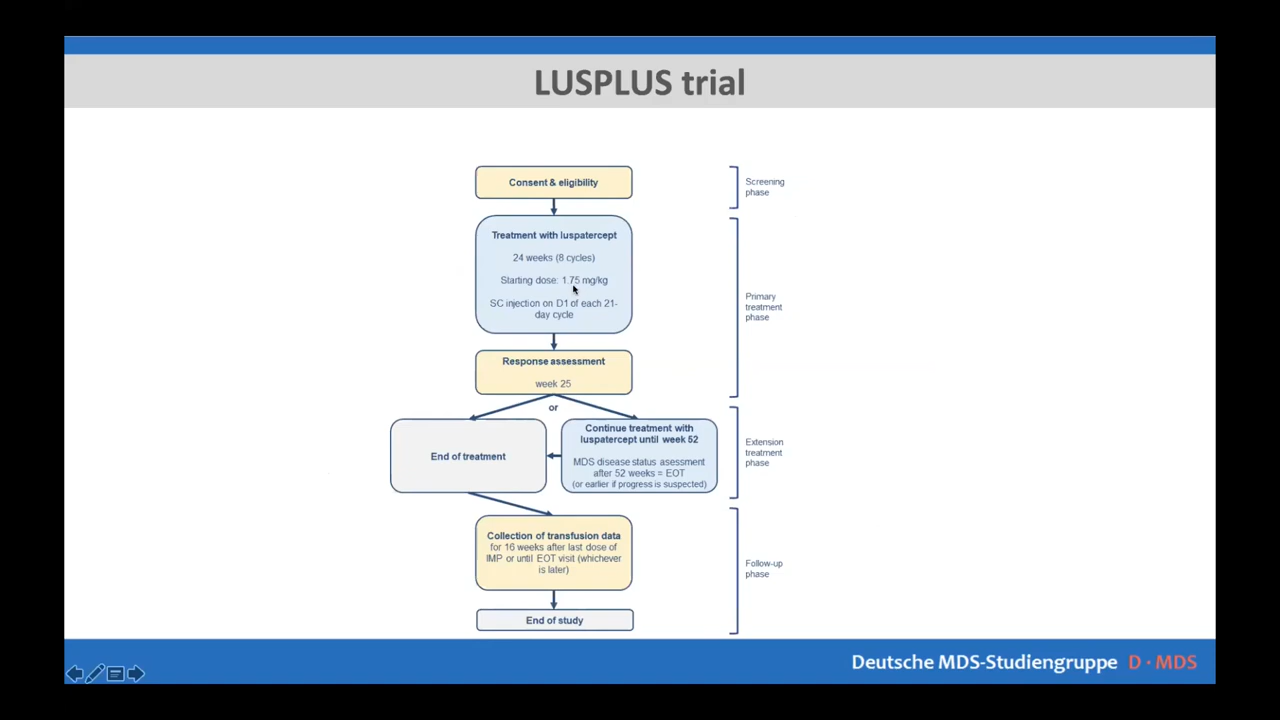 LUSPLUS trial
Consent & eligibility
Screening
phase
Treatment with luspatercept
24 weeks (8 cycles)
Starting dose: 1.75 mg/kg
SC injection on D1 of each 21-
day cycle
Primary
treatment
phase
Response assessment
week 25
or
End of treatment
Continue treatment with
luspatercept until week 52
MDS disease status asessment
after 52 weeks = EOT
(or earlier if progress is suspected)
Extension
treatment
phase
Collection of transfusion data
for 16 weeks after last dose of
IMP or until EOT visit (whichever
is later)
Follow-up
phase
End of study
Deutsche MDS-Studiengruppe D · MDS